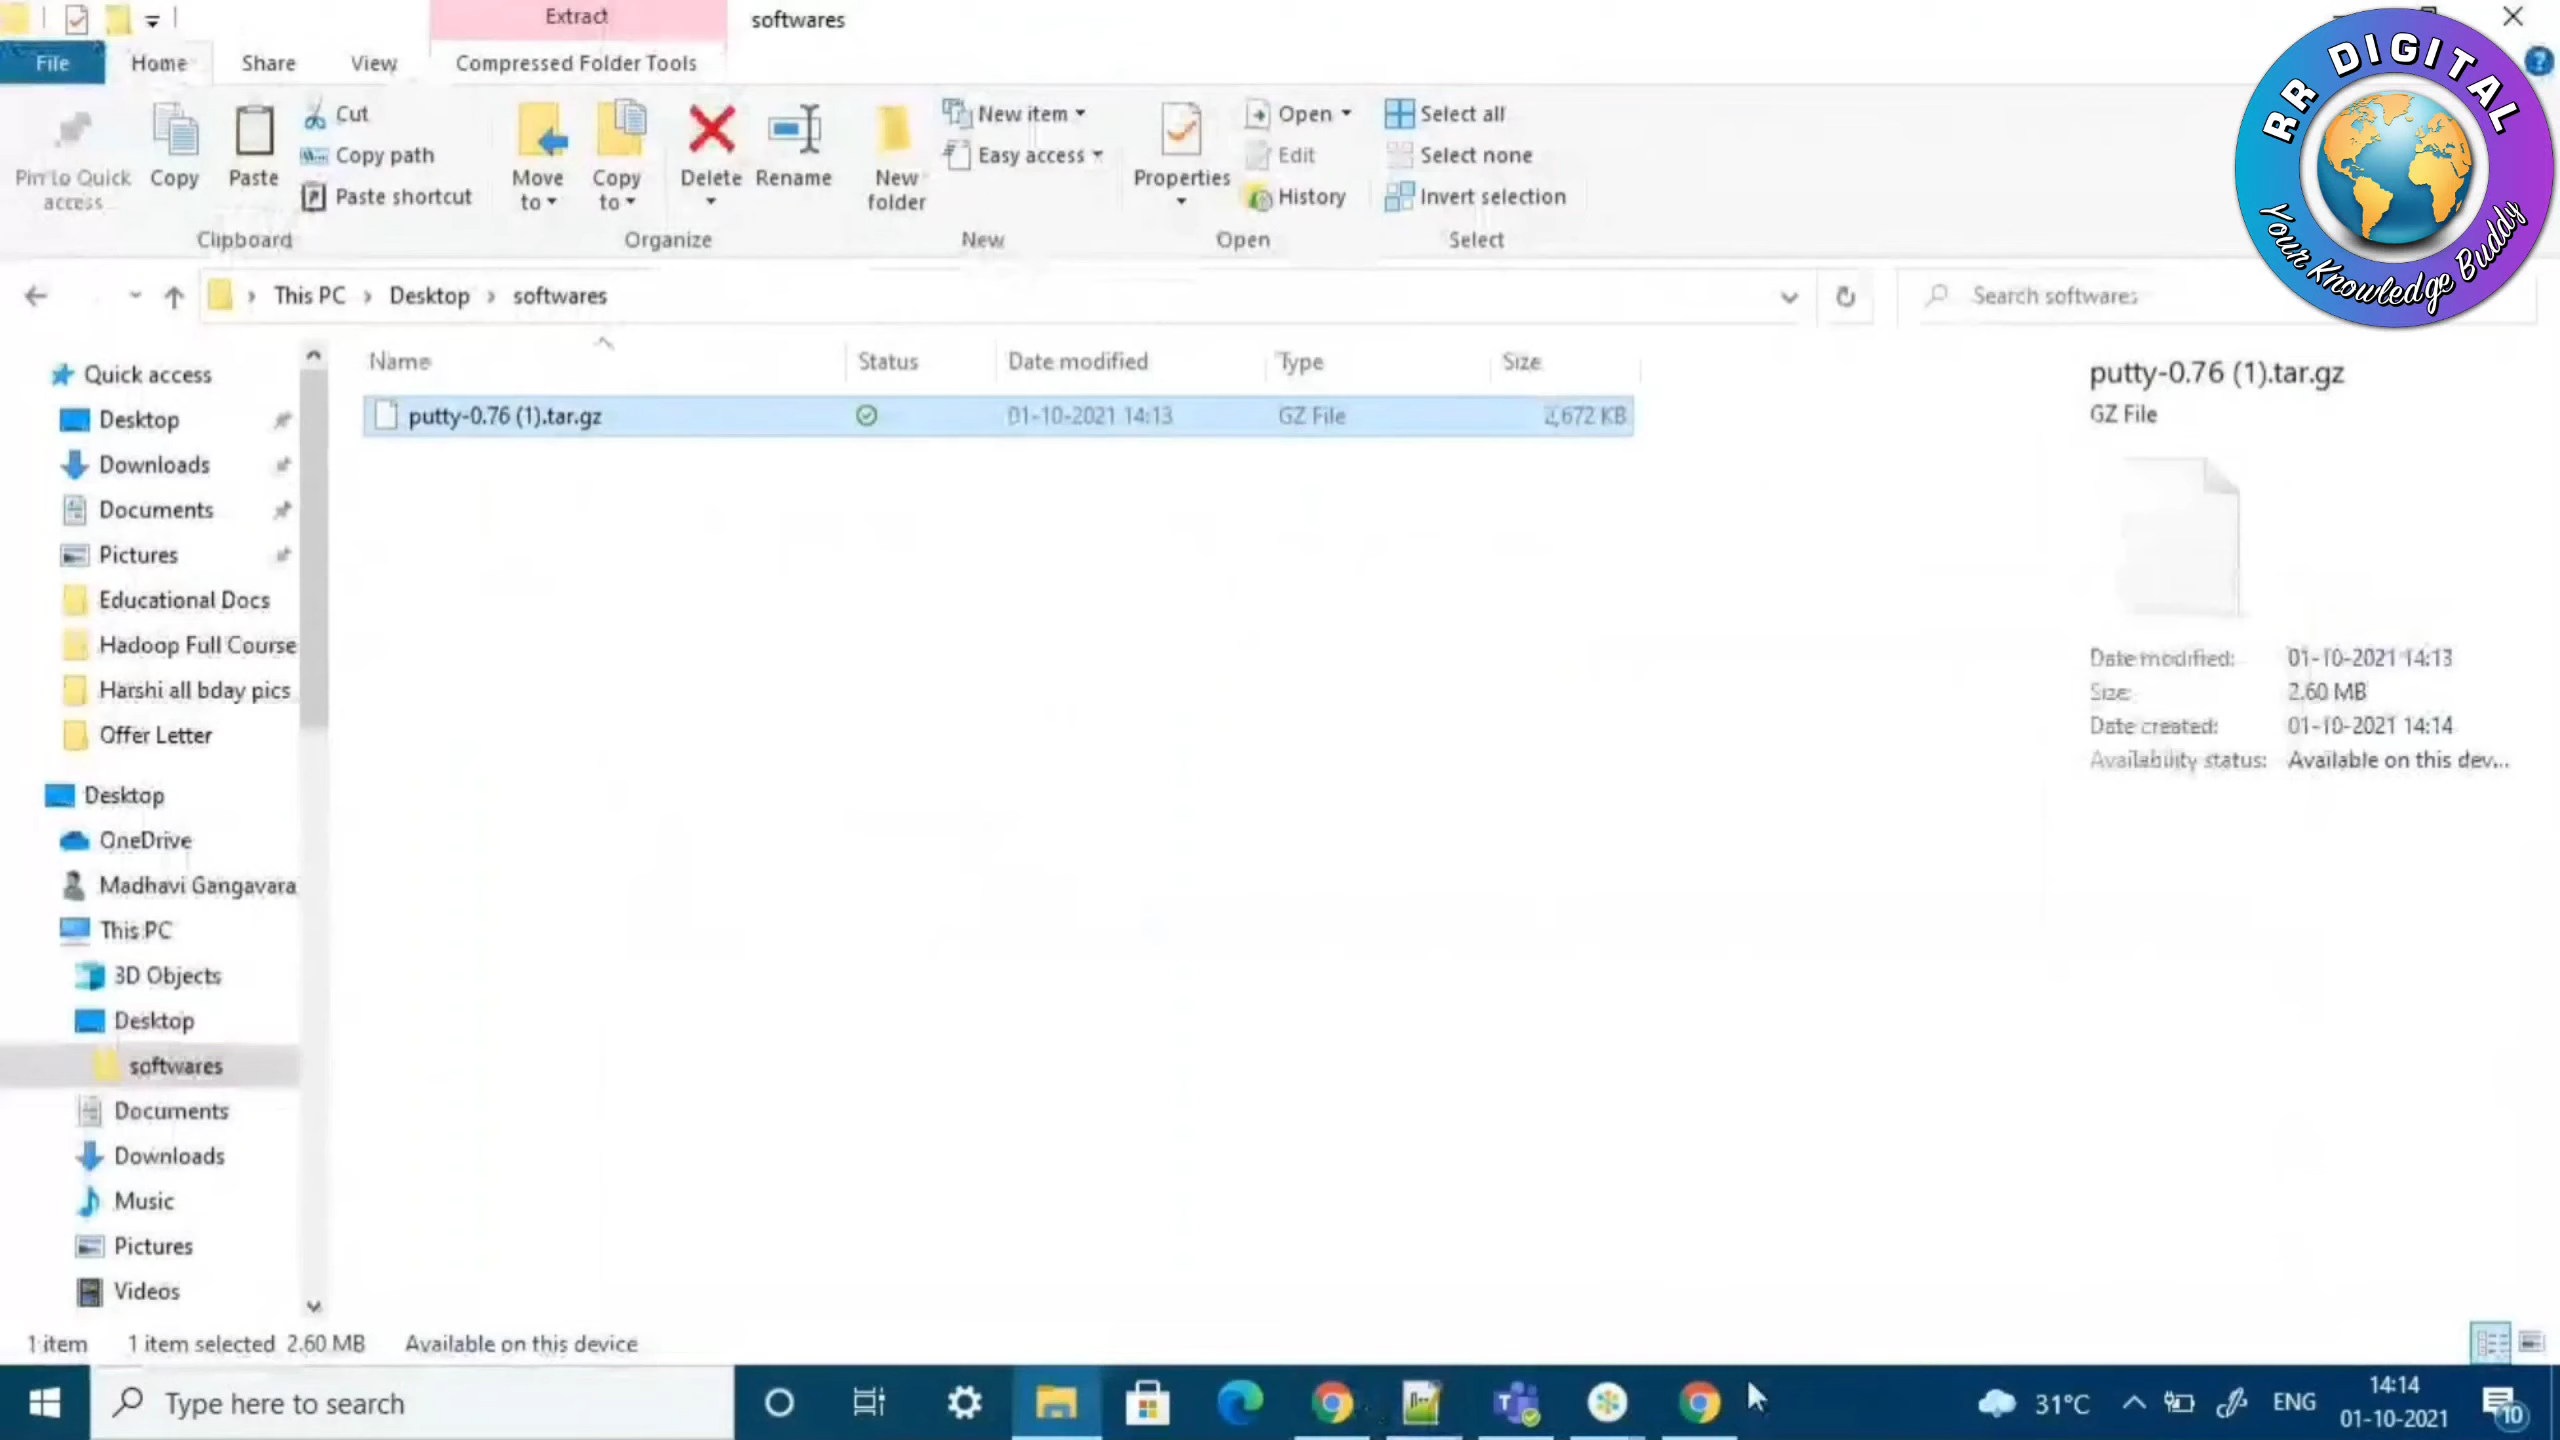 Extract
softwares
File
Home
Share
View
Compressed Folder Tools
Pin to Quick
access
Copy
Paste
Cut
Copy path
Paste shortcut
Clipboard
Move
to
Copy
to
Delete
Rename
Organize
New
folder
New item
Easy access
New
Properties
Open
Edit
History
Open
Select all
Select none
Invert selection
Select
RR DIGITAL
Your Knowledge Buddy
This PC
Desktop
softwares
Search softwares
Name
Status
Date modified
Type
Size
putty-0.76 (1).tar.gz
01-10-2021 14:13
GZ File
2,672 KB
Quick access
Desktop
Downloads
Documents
Pictures
Educational Docs
Hadoop Full Course
Harshi all bday pics
Offer Letter
Desktop
OneDrive
Madhavi Gangavara
This PC
3D Objects
Desktop
softwares
Documents
Downloads
Music
Pictures
Videos
putty-0.76 (1).tar.gz
GZ File
Date modified: 01-10-2021 14:13
Size: 2.60 MB
Date created: 01-10-2021 14:14
Availability status: Available on this dev...
1 item 1 item selected 2.60 MB Available on this device
Type here to search
31°C
ENG
14:14
01-10-2021
10